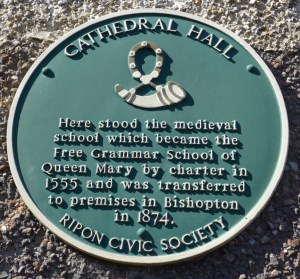 CATHEDRAL HALL
Here stood the medieval
school which became the
Free Grammar School of
Queen Mary by charter in
1555 and was transferred
to premises in Bishopton
in 1874.
RIPON CIVIC SOCIETY